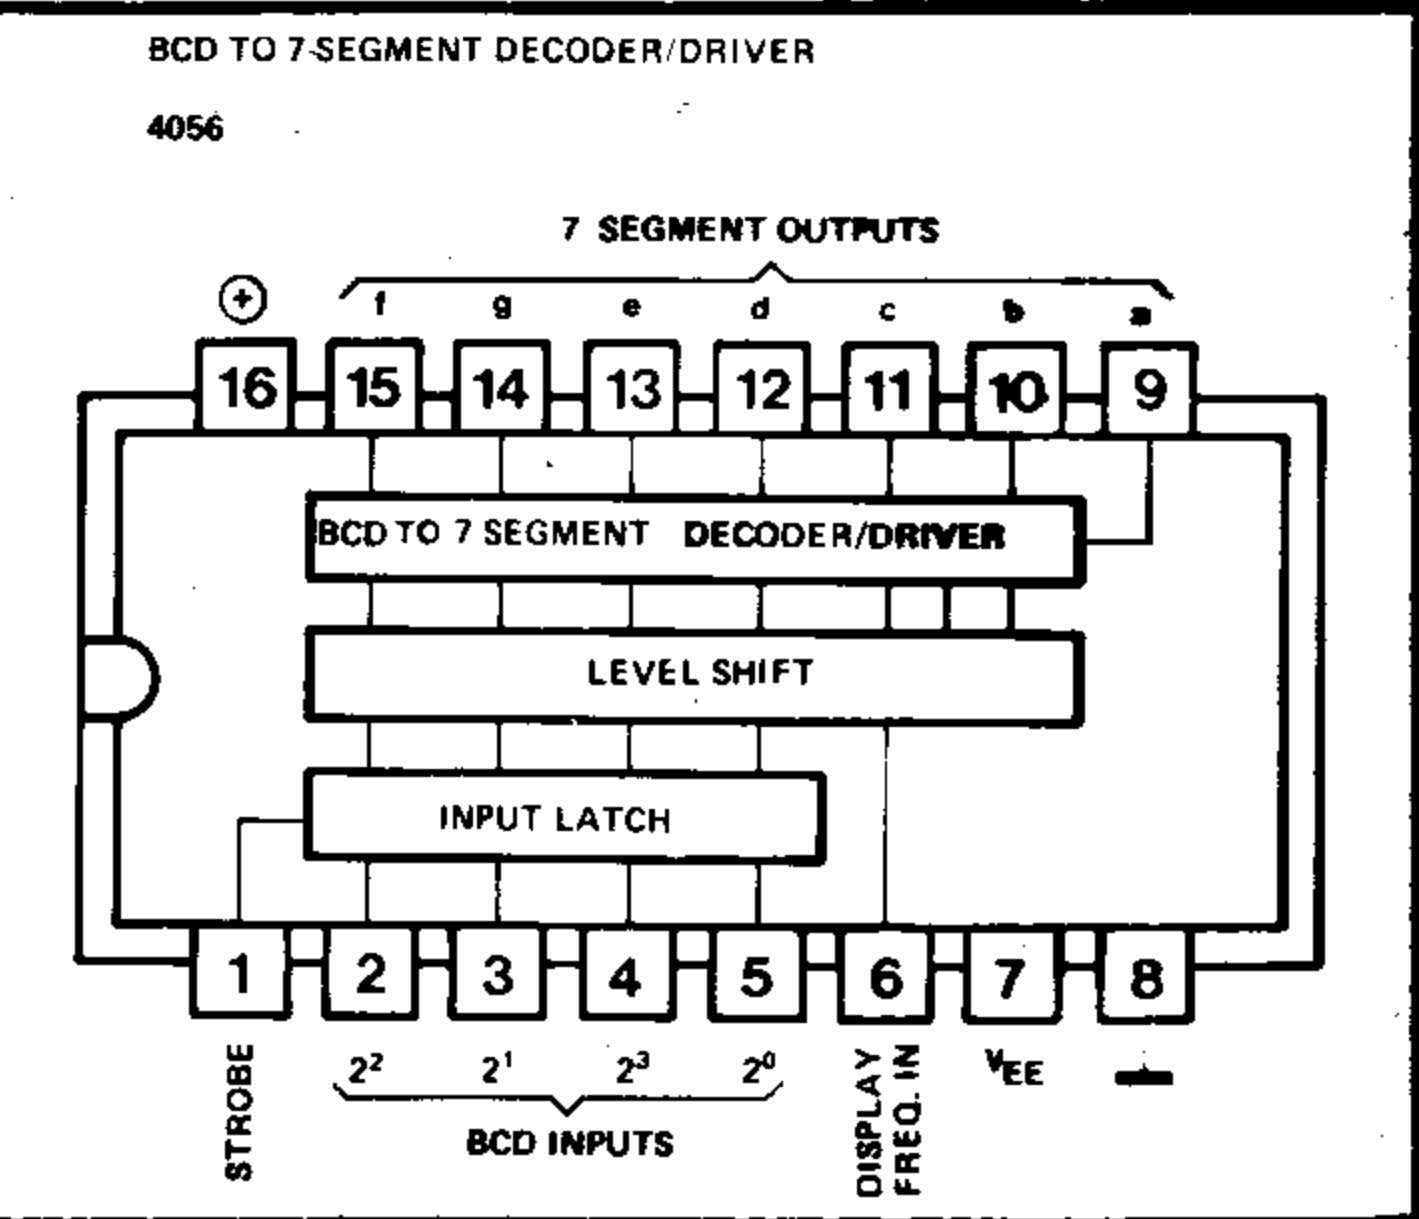 BCD TO 7-SEGMENT DECODER/DRIVER
4056
7 SEGMENT OUTPUTS
+ f g e d c b a
16 15 14 13 12 11 10 9
BCD TO 7 SEGMENT DECODER/DRIVER
LEVEL SHIFT
INPUT LATCH
1 2 3 4 5 6 7 8
STROBE
2² 2¹ 2³ 2⁰
BCD INPUTS
DISPLAY
FREQ. IN
VEE